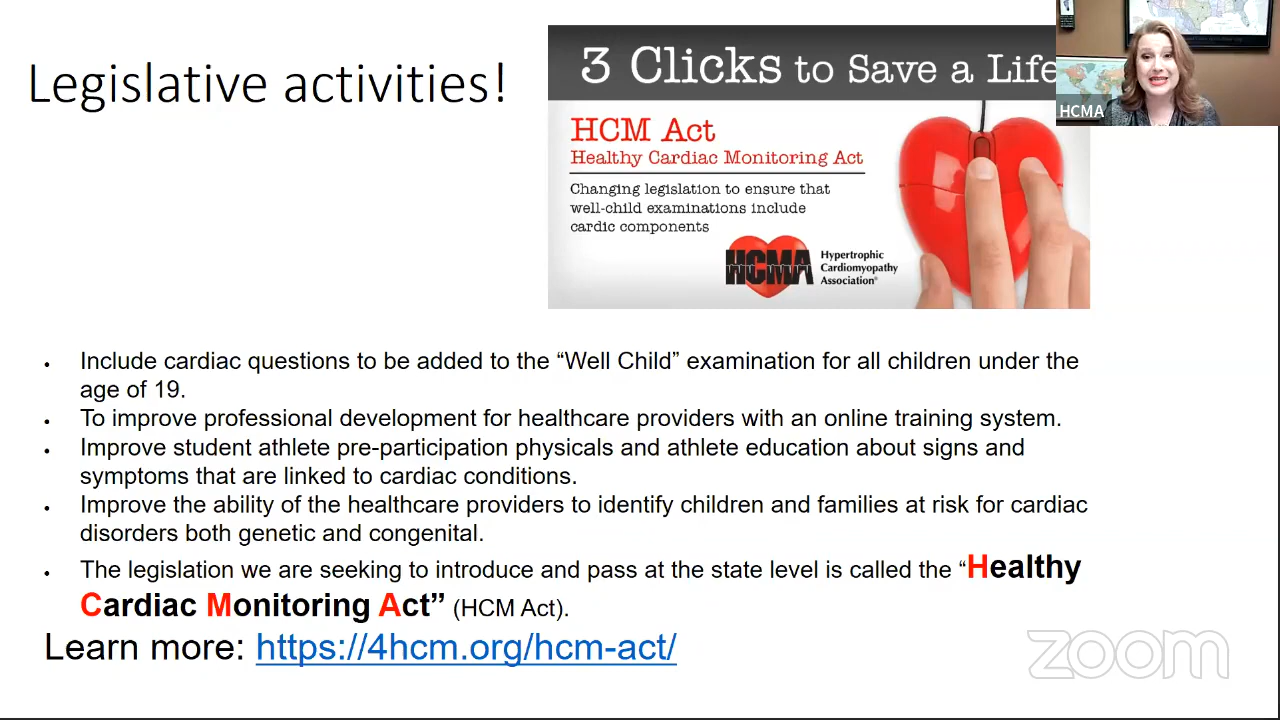 Legislative activities!
3 Clicks to Save a Life
HCMA
HCM Act
Healthy Cardiac Monitoring Act
Changing legislation to ensure that
well-child examinations include
cardic components
HCMA
Hypertrophic
Cardiomyopathy
Association®
• Include cardiac questions to be added to the “Well Child” examination for all children under the
age of 19.
• To improve professional development for healthcare providers with an online training system.
• Improve student athlete pre-participation physicals and athlete education about signs and
symptoms that are linked to cardiac conditions.
• Improve the ability of the healthcare providers to identify children and families at risk for cardiac
disorders both genetic and congenital.
• The legislation we are seeking to introduce and pass at the state level is called the “Healthy
Cardiac Monitoring Act” (HCM Act).
Learn more: https://4hcm.org/hcm-act/
zoom